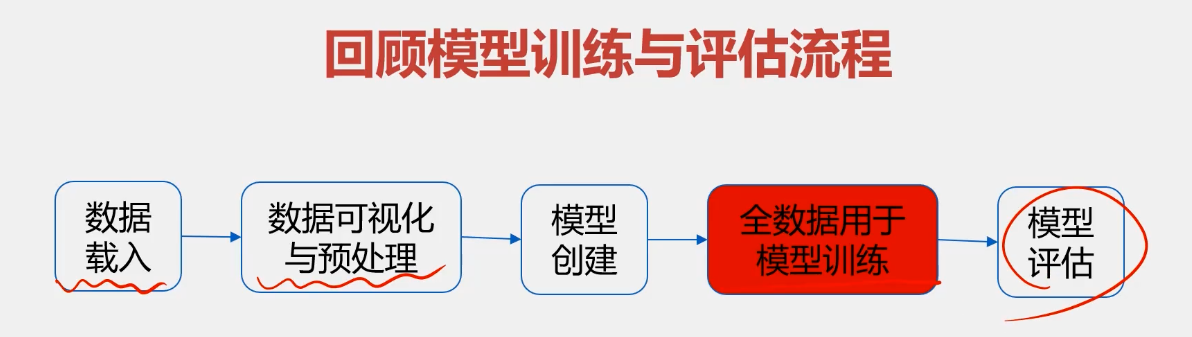 回顾模型训练与评估流程
数据
载入
数据可视化
与预处理
模型
创建
全数据用于
模型训练
模型
评估